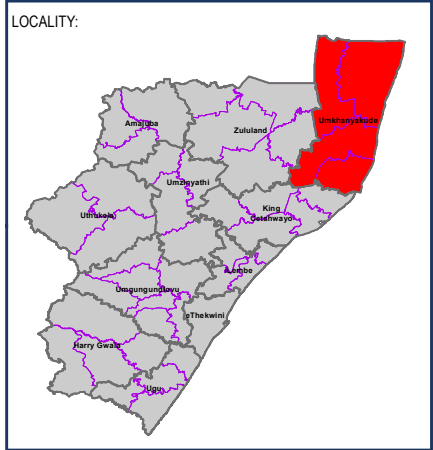 LOCALITY:
Amajuba
Zululand
Umkhanyakude
Umzinyathi
Uthukela
King
Cetshwayo
iLembe
Umgungundlovu
eThekwini
Harry Gwala
Ugu